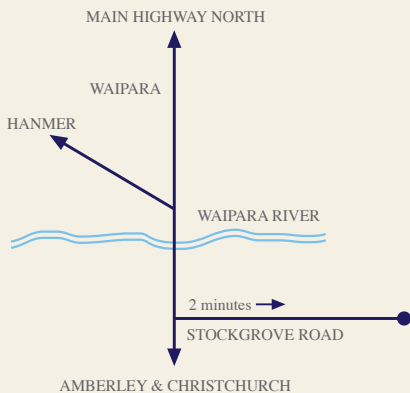 MAIN HIGHWAY NORTH
WAIPARA
HANMER
WAIPARA RIVER
2 minutes
STOCKGROVE ROAD
AMBERLEY & CHRISTCHURCH